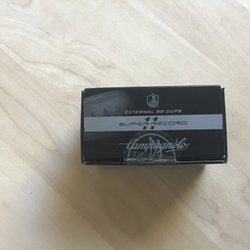 EXTERNAL BB CUPS
11
SUPER RECORD
Campagnolo